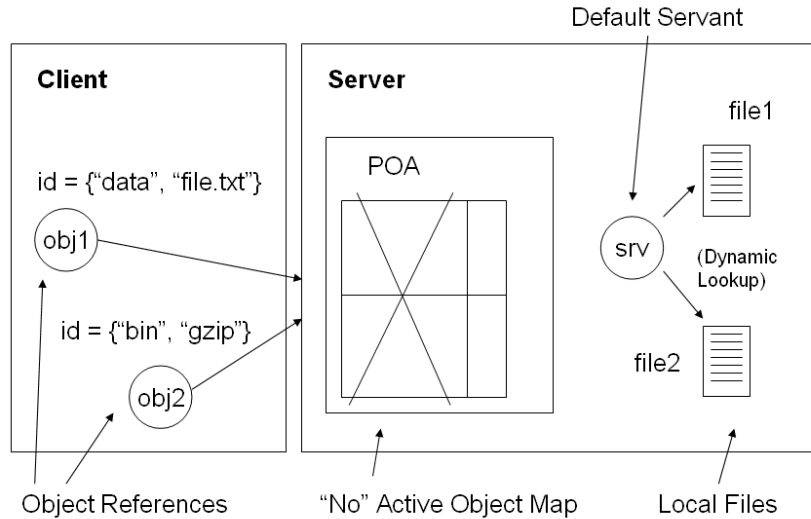 Default Servant
Client
Server
file1
POA
id = {“data”, “file.txt”}
obj1
srv
(Dynamic
Lookup)
id = {“bin”, “gzip”}
file2
obj2
Object References
“No” Active Object Map
Local Files